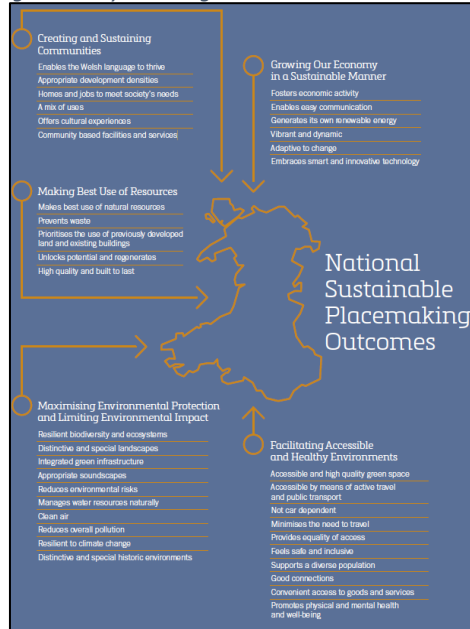 Creating and Sustaining
Communities
Enables the Welsh language to thrive
Appropriate development densities
Homes and jobs to meet society's needs
A mix of uses
Offers cultural experiences
Community based facilities and services
Growing Our Economy
in a Sustainable Manner
Fosters economic activity
Enables easy communication
Generates its own renewable energy
Vibrant and dynamic
Adaptive to change
Embraces smart and innovative technology
Making Best Use of Resources
Makes best use of natural resources
Prevents waste
Prioritises the use of previously developed
land and existing buildings
Unlocks potential and regenerates
High quality and built to last
National
Sustainable
Placemaking
Outcomes
Maximising Environmental Protection
and Limiting Environmental Impact
Resilient biodiversity and ecosystems
Distinctive and special landscapes
Integrated green infrastructure
Appropriate soundscapes
Reduces environmental risks
Manages water resources naturally
Clean air
Reduces overall pollution
Resilient to climate change
Distinctive and special historic environments
Facilitating Accessible
and Healthy Environments
Accessible and high quality green space
Accessible by means of active travel
and public transport
Not car dependent
Minimises the need to travel
Provides equality of access
Feels safe and inclusive
Supports a diverse population
Good connections
Convenient access to goods and services
Promotes physical and mental health
and well-being